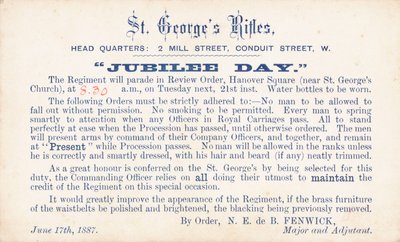 St. George's Rifles,
HEAD QUARTERS: 2 MILL STREET, CONDUIT STREET, W.
"JUBILEE DAY."
The Regiment will parade in Review Order, Hanover Square (near St. George's
Church), at 8.30 a.m., on Tuesday next, 21st inst. Water bottles to be worn.
The following Orders must be strictly adhered to:—No man to be allowed to
fall out without permission. No smoking to be permitted. Every man to spring
smartly to attention when any Officers in Royal Carriages pass. All to stand
perfectly at ease when the Procession has passed, until otherwise ordered. The men
will present arms by command of their Company Officers, and together, and remain
at "Present" while Procession passes. No man will be allowed in the ranks unless
he is correctly and smartly dressed, with his hair and beard (if any) neatly trimmed.
As a great honour is conferred on the St. George's by being selected for this
duty, the Commanding Officer relies on all doing their utmost to maintain the
credit of the Regiment on this special occasion.
It would greatly improve the appearance of the Regiment, if the brass furniture
of the waistbelts be polished and brightened, the blacking being previously removed.
By Order, N. E. de B. FENWICK,
June 17th, 1887. Major and Adjutant.